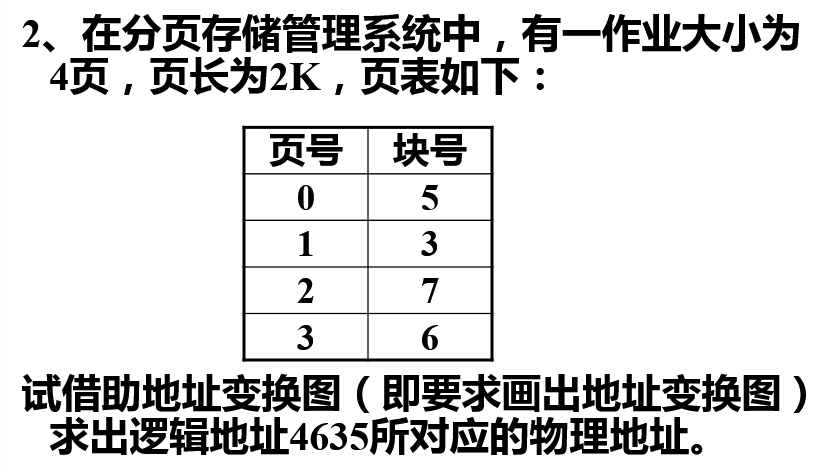 2、在分页存储管理系统中，有一作业大小为
4页，页长为2K，页表如下：
页号 块号
0 5
1 3
2 7
3 6
试借助地址变换图（即要求画出地址变换图）
求出逻辑地址4635所对应的物理地址。